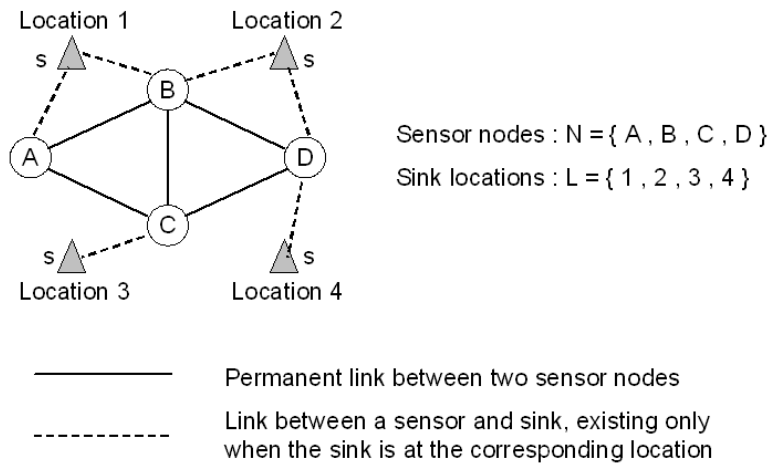 Location 1
Location 2
s
s
B
A
D
C
Sensor nodes : N = { A , B , C , D }
Sink locations : L = { 1 , 2 , 3 , 4 }
s
s
Location 3
Location 4
Permanent link between two sensor nodes
Link between a sensor and sink, existing only
when the sink is at the corresponding location